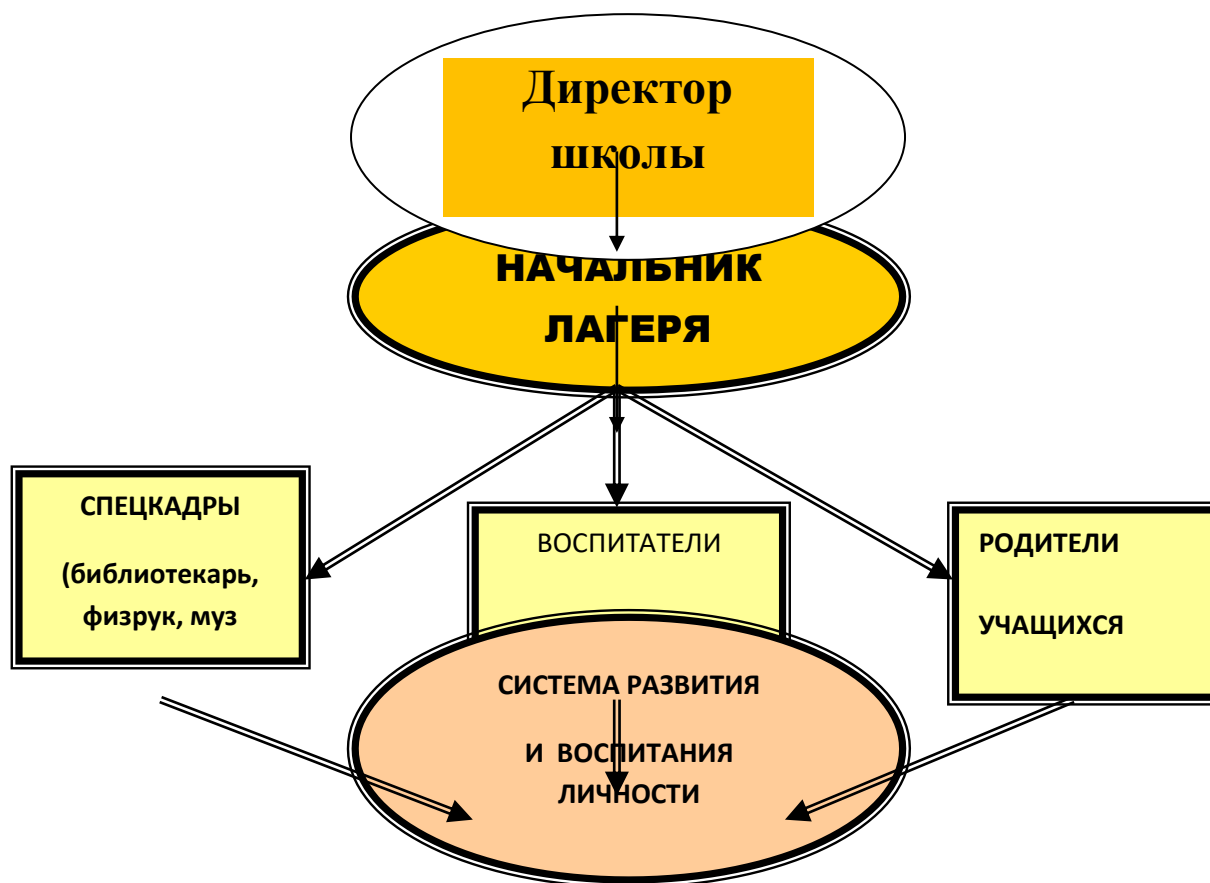 Директор
школы
НАЧАЛЬНИК
ЛАГЕРЯ
СПЕЦКАДРЫ
(библиотекарь,
физрук, муз
ВОСПИТАТЕЛИ
РОДИТЕЛИ
УЧАЩИХСЯ
СИСТЕМА РАЗВИТИЯ
И ВОСПИТАНИЯ
ЛИЧНОСТИ